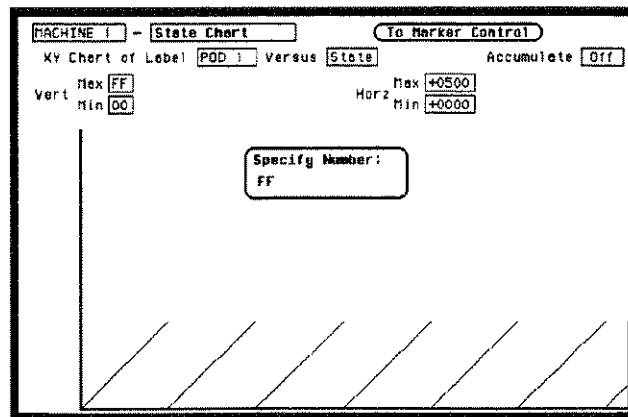 MACHINE 1 - State Chart To Marker Control
XY Chart of Label POD 1 Versus State Accumulate Off
Vert Max FF Horz Max +0500
Min 00 Min +0000
Specify Number:
FF